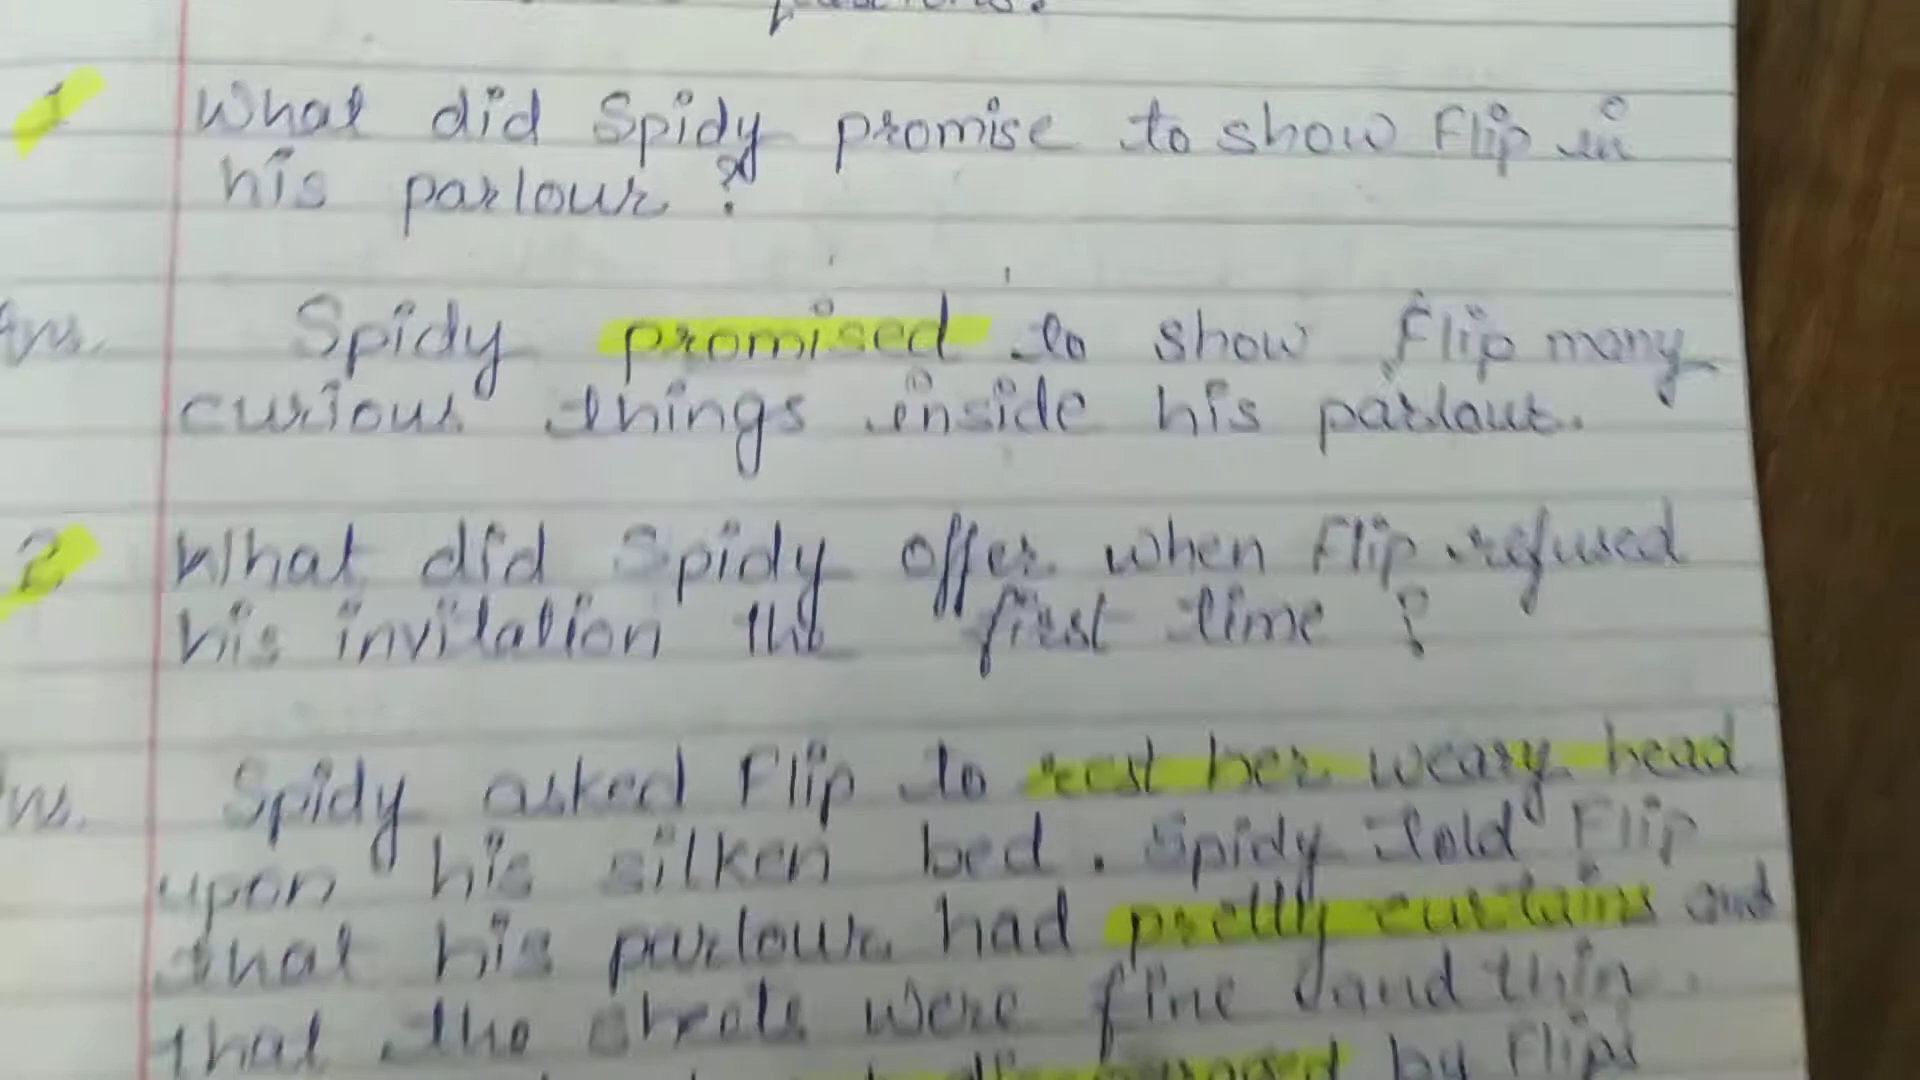 1 What did Spidy promise to show Flip in
his parlour ?
Ans. Spidy promised to show Flip many
curious things inside his parlour.
2 What did Spidy offer when Flip refused
his invitation the first time ?
Ans. Spidy asked Flip to rest her weary head
upon his silken bed. Spidy told Flip
that his parlour had pretty curtains and
that the sheets were fine and thin.
by Flip's